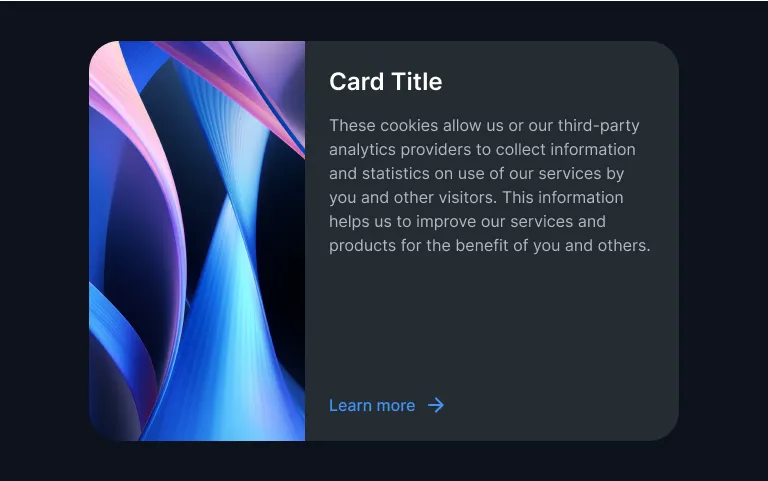 Card Title
These cookies allow us or our third-party
analytics providers to collect information
and statistics on use of our services by
you and other visitors. This information
helps us to improve our services and
products for the benefit of you and others.
Learn more